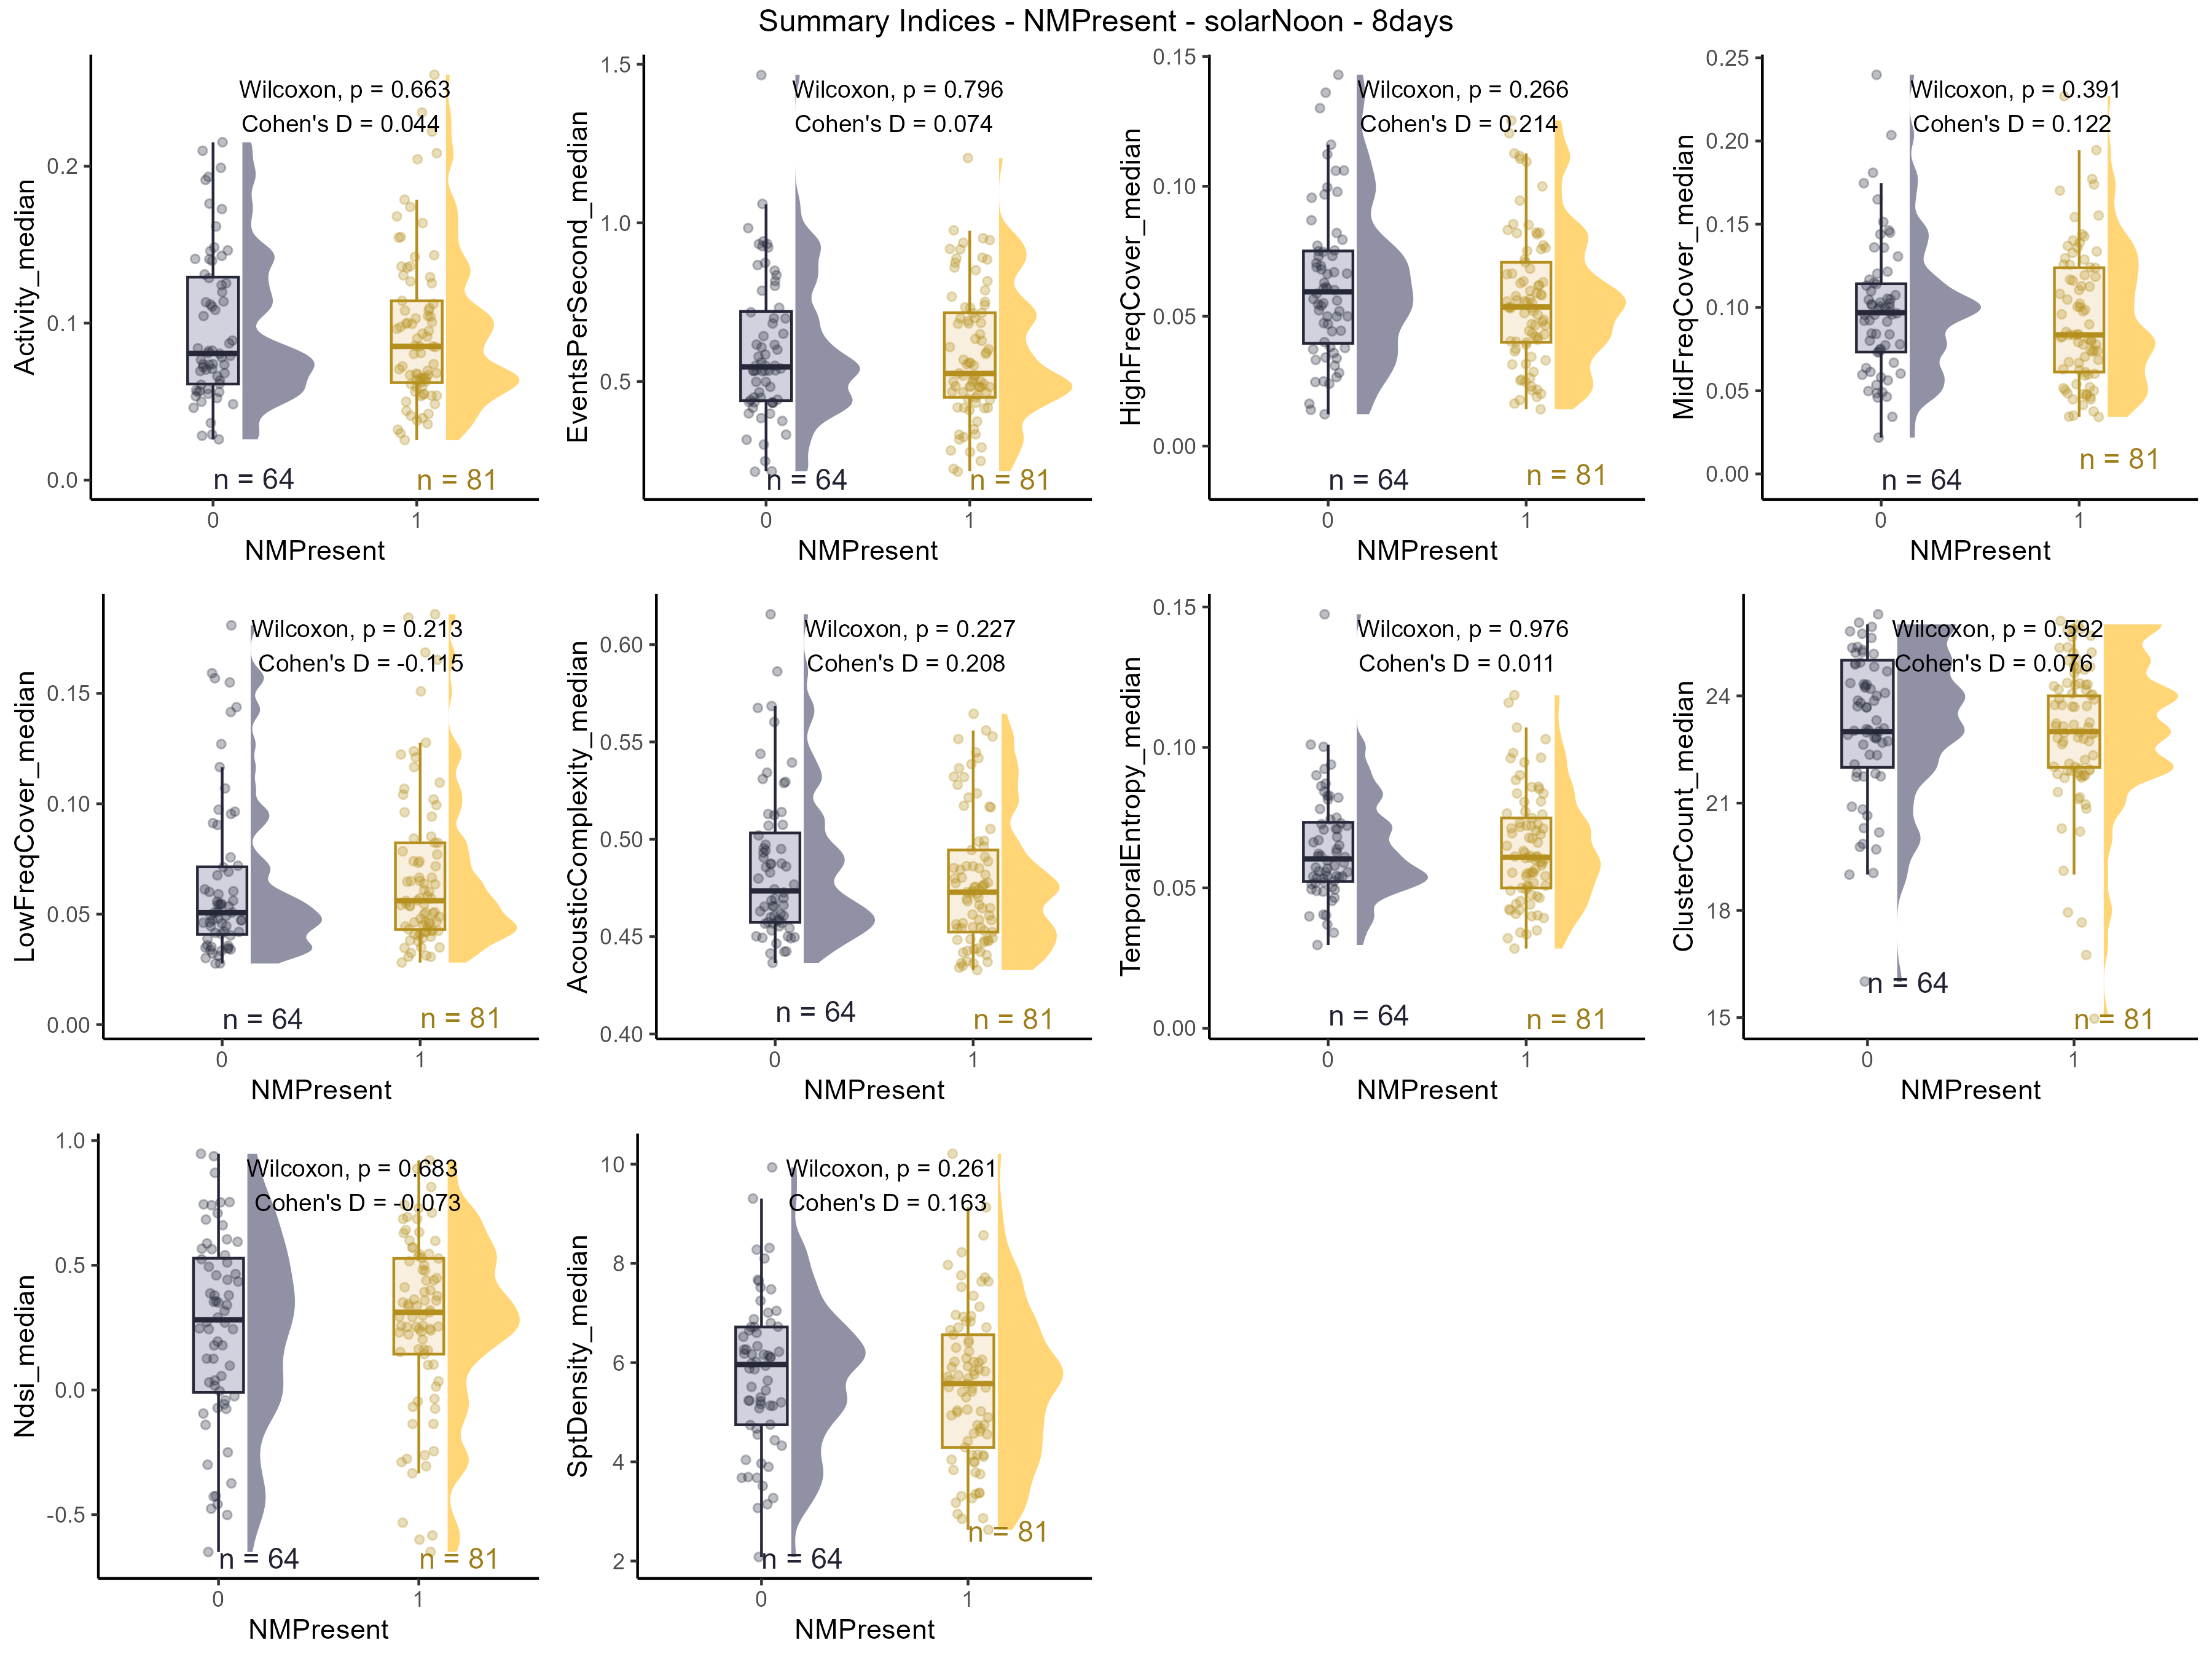 Summary Indices - NMPresent - solarNoon - 8days
Activity_median
0.2
0.1
0.0
Wilcoxon, p = 0.663
Cohen's D = 0.044
n = 64
n = 81
0
1
NMPresent
EventsPerSecond_median
1.5
1.0
0.5
Wilcoxon, p = 0.796
Cohen's D = 0.074
n = 64
n = 81
0
1
NMPresent
HighFreqCover_median
0.15
0.10
0.05
0.00
Wilcoxon, p = 0.266
Cohen's D = 0.214
n = 64
n = 81
0
1
NMPresent
MidFreqCover_median
0.25
0.20
0.15
0.10
0.05
0.00
Wilcoxon, p = 0.391
Cohen's D = 0.122
n = 64
n = 81
0
1
NMPresent
LowFreqCover_median
0.15
0.10
0.05
0.00
Wilcoxon, p = 0.213
Cohen's D = -0.115
n = 64
n = 81
0
1
NMPresent
AcousticComplexity_median
0.60
0.55
0.50
0.45
0.40
Wilcoxon, p = 0.227
Cohen's D = 0.208
n = 64
n = 81
0
1
NMPresent
TemporalEntropy_median
0.15
0.10
0.05
0.00
Wilcoxon, p = 0.976
Cohen's D = 0.011
n = 64
n = 81
0
1
NMPresent
ClusterCount_median
24
21
18
15
Wilcoxon, p = 0.592
Cohen's D = 0.076
n = 64
n = 81
0
1
NMPresent
Ndsi_median
1.0
0.5
0.0
-0.5
Wilcoxon, p = 0.683
Cohen's D = -0.073
n = 64
n = 81
0
1
NMPresent
SptDensity_median
10
8
6
4
2
Wilcoxon, p = 0.261
Cohen's D = 0.163
n = 64
n = 81
0
1
NMPresent